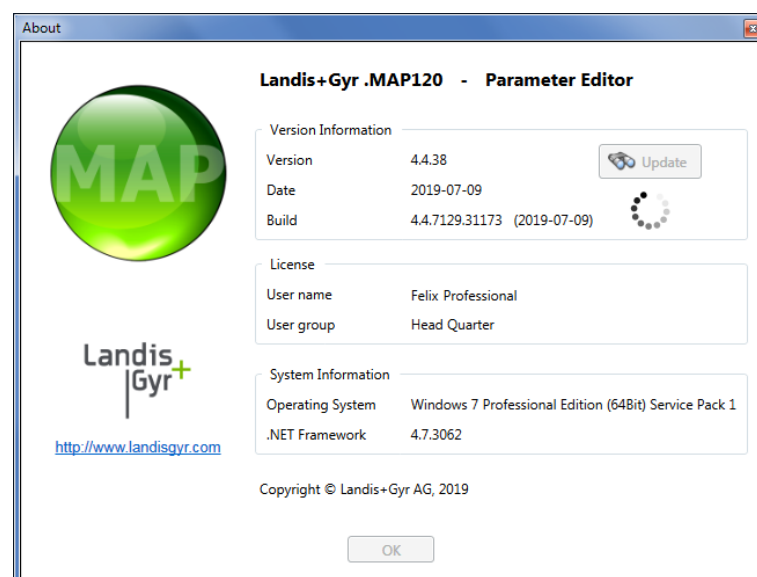 About
Landis+Gyr .MAP120 - Parameter Editor
MAP
Version Information
Version 4.4.38
Update
Date 2019-07-09
Build 4.4.7129.31173 (2019-07-09)
License
User name Felix Professional
User group Head Quarter
Landis+
Gyr
http://www.landisgyr.com
System Information
Operating System Windows 7 Professional Edition (64Bit) Service Pack 1
.NET Framework 4.7.3062
Copyright © Landis+Gyr AG, 2019
OK